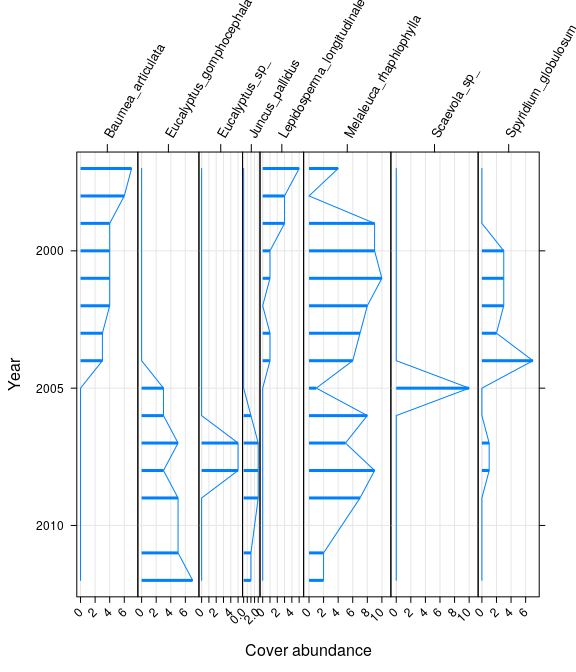 Baumea_articulata
Eucalyptus_gomphocephala
Eucalyptus_sp_
Juncus_pallidus
Lepidosperma_longitudinale
Melaleuca_rhaphiophylla
Scaevola_sp_
Spyridium_globulosum
2000
2005
2010
Year
0 2 4 6
0 2 4 6
0 2 4
0.0 2.0
0 2 4
0 2 4 6 8 10
0 2 4 6 8 10
0 2 4 6
Cover abundance